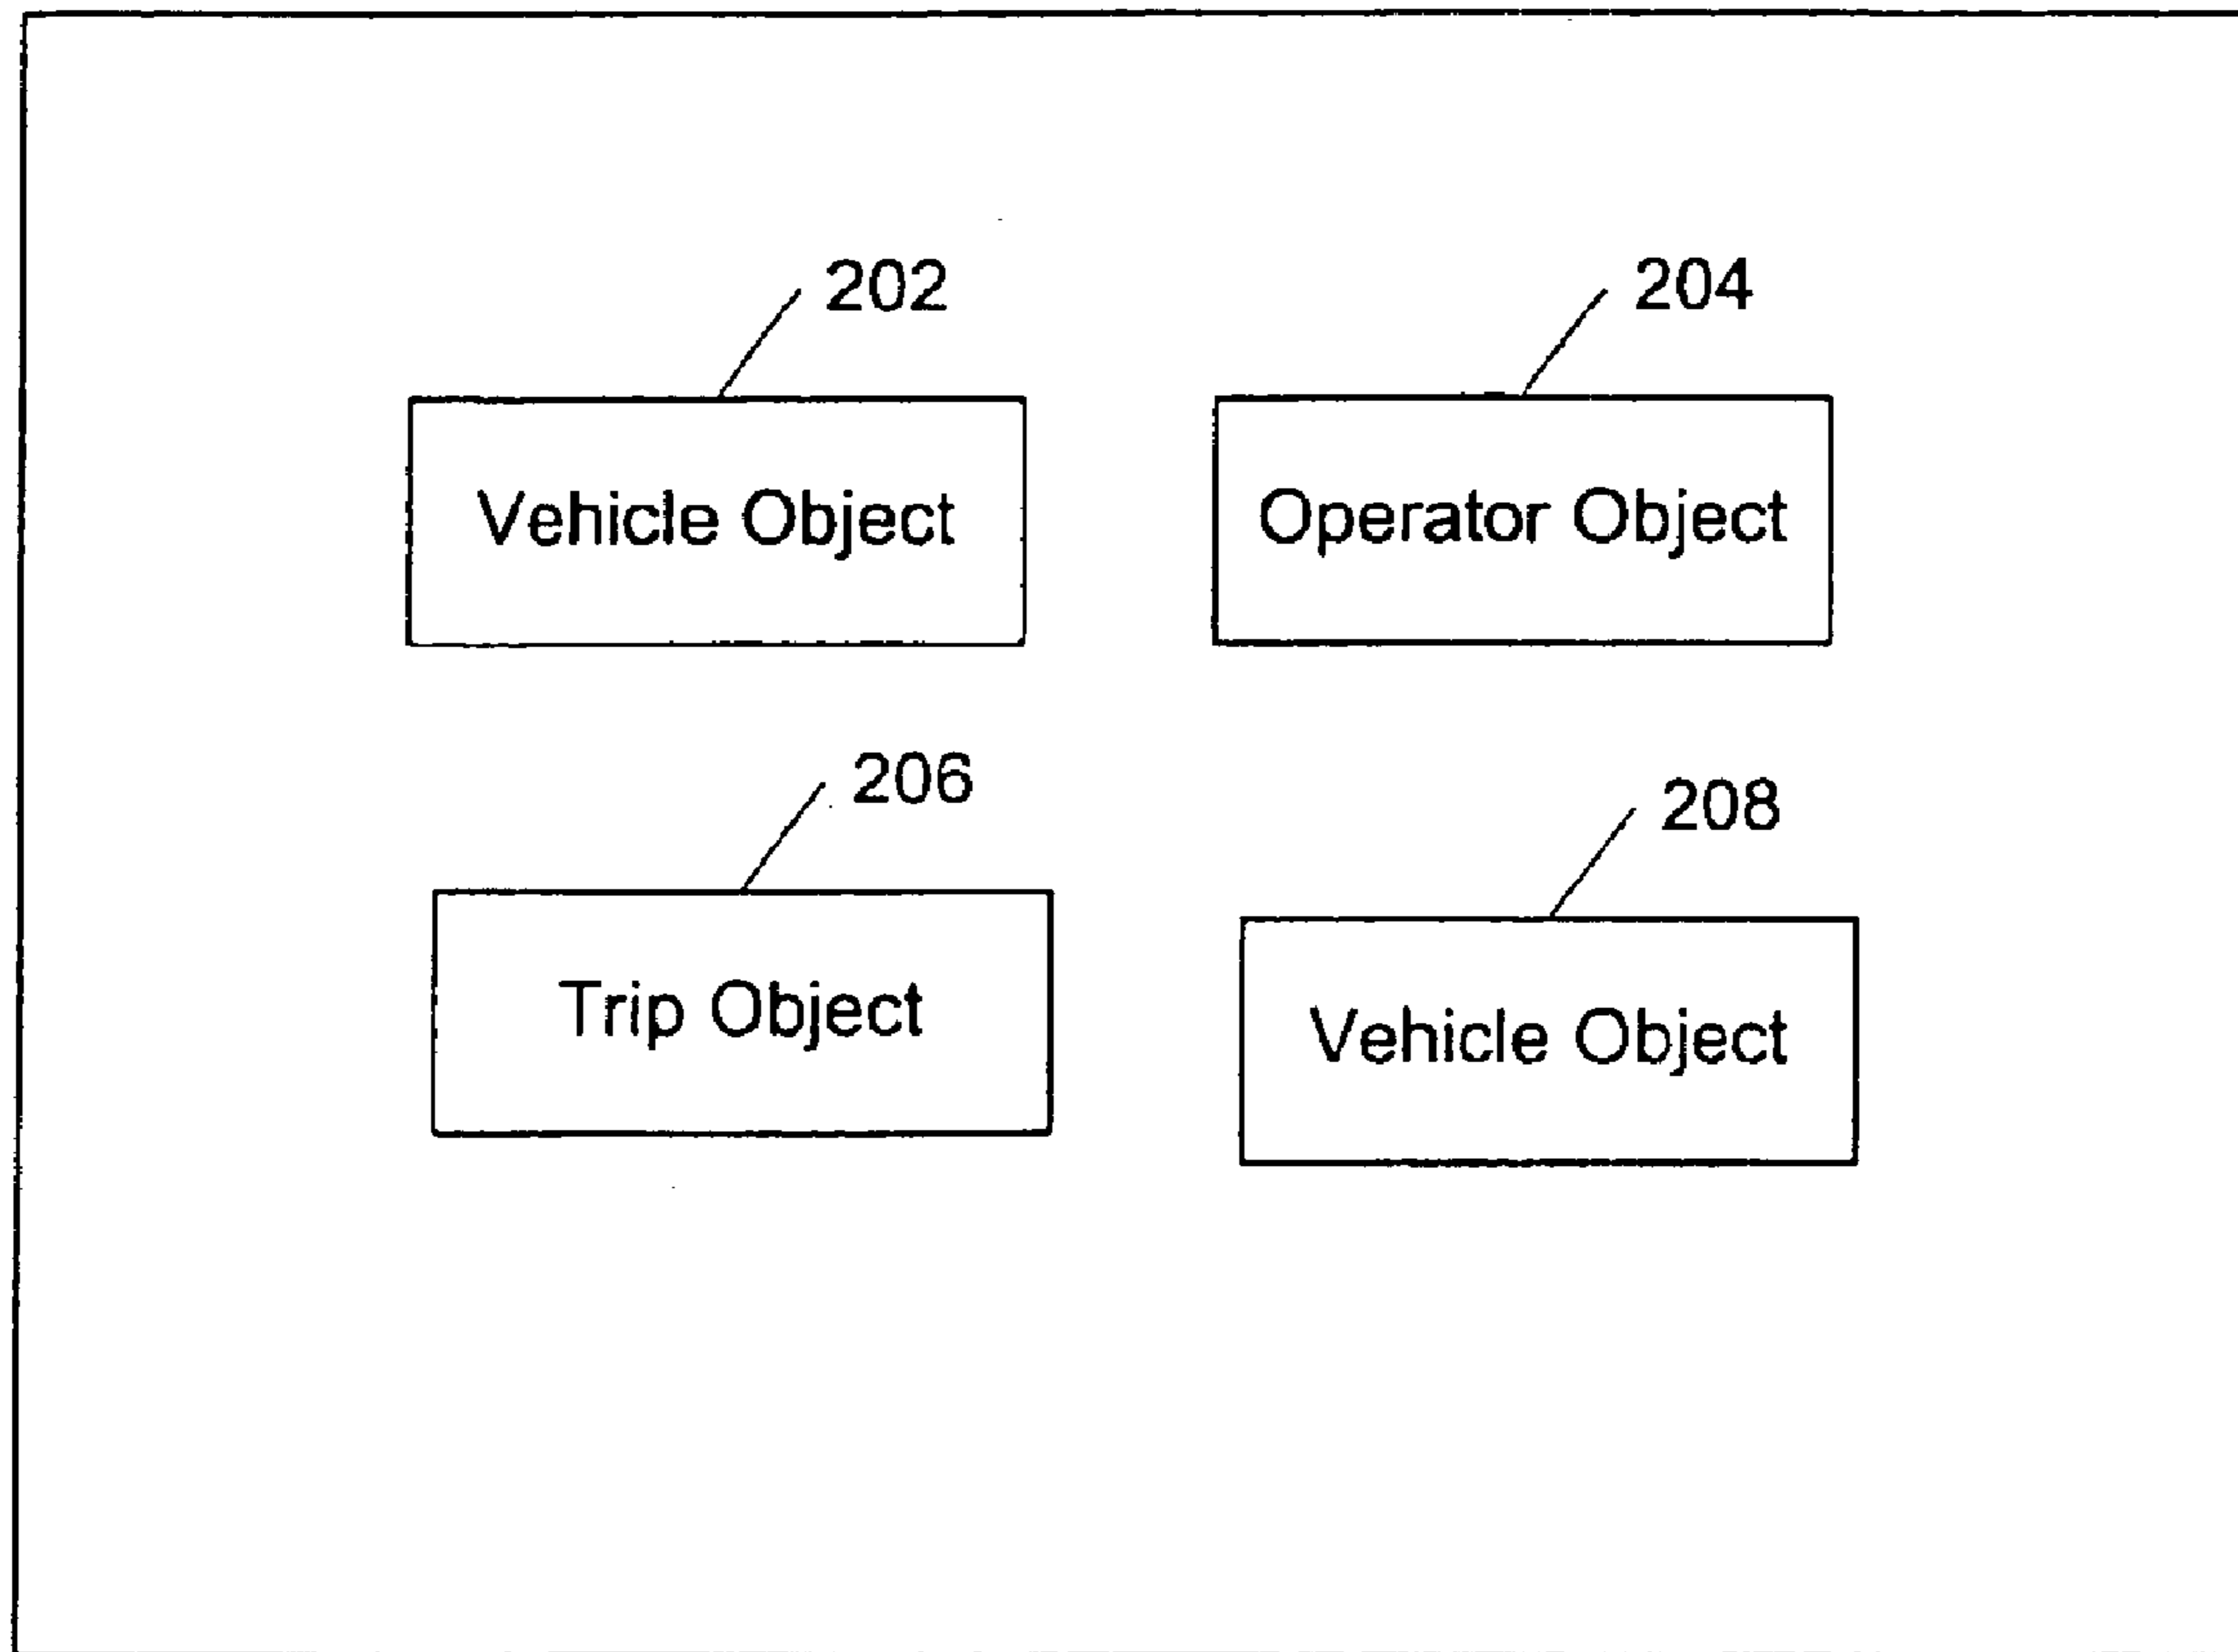 202
204
Vehicle Object
Operator Object
206
208
Trip Object
Vehicle Object